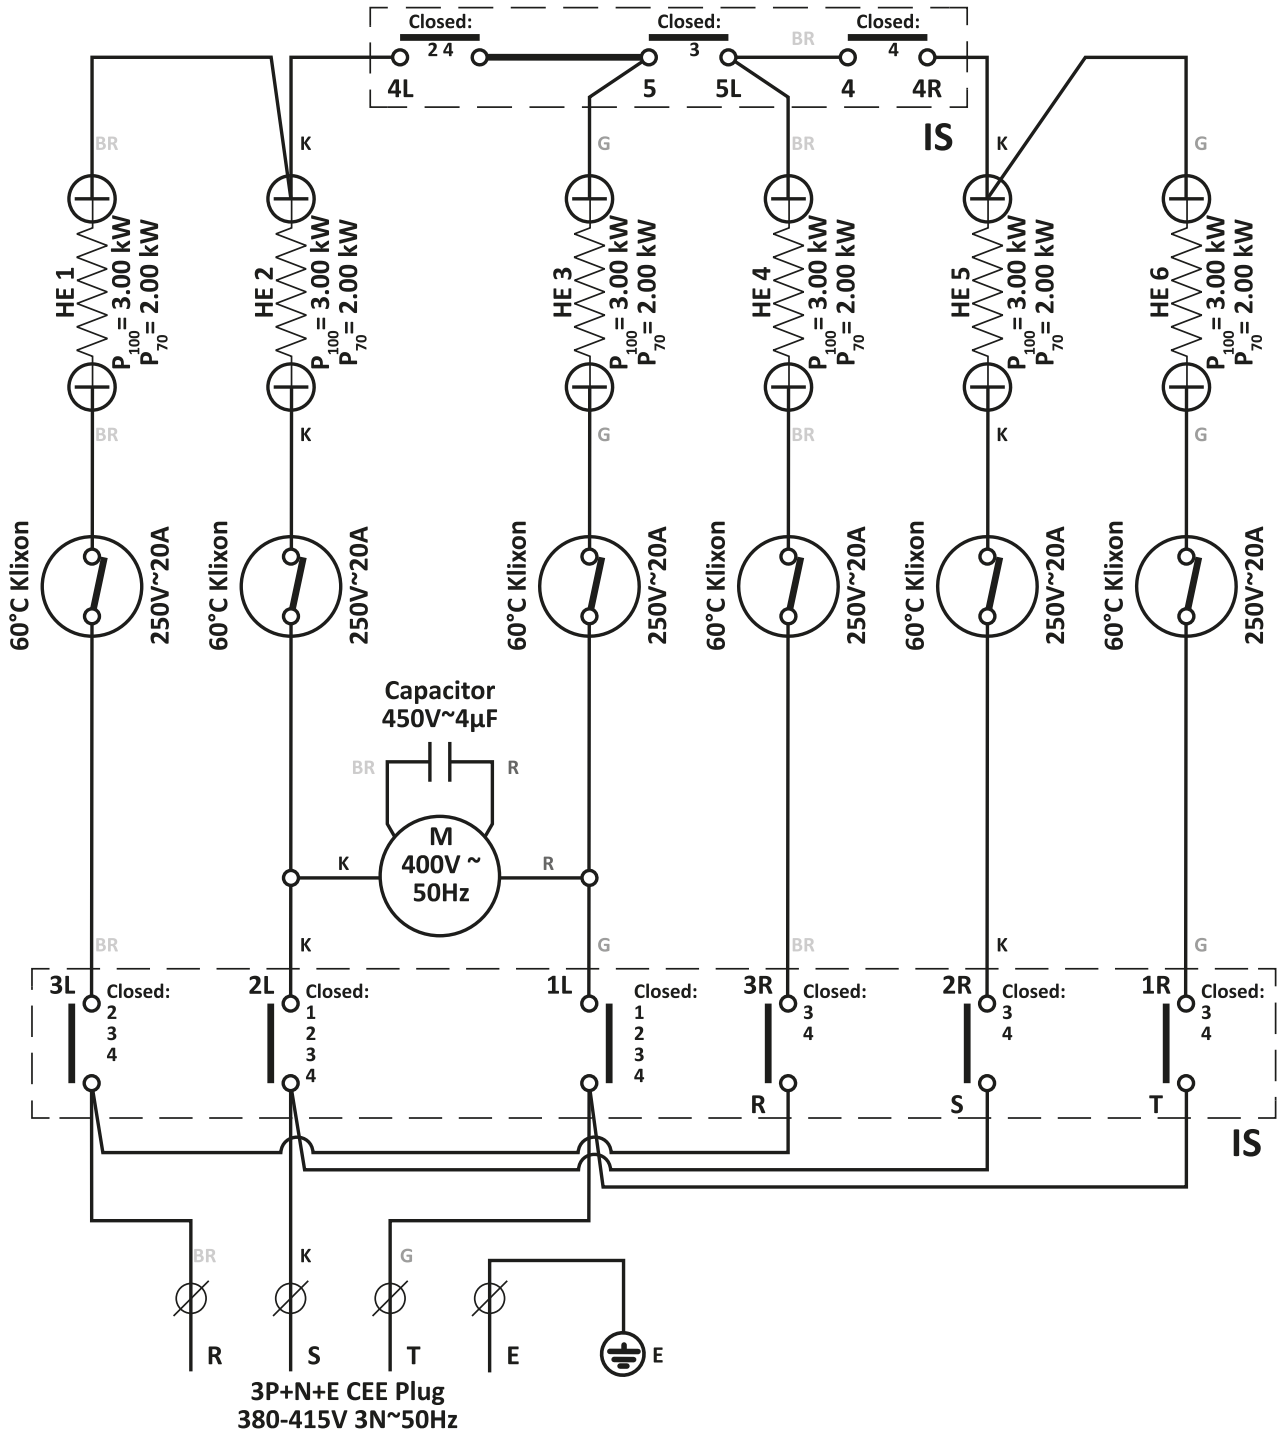 Closed:
2 4
4L
Closed:
3
5
5L
BR
Closed:
4
4
4R
IS
BR
K
G
BR
K
G
HE 1
P100= 3.00 kW
P70= 2.00 kW
HE 2
P100= 3.00 kW
P70= 2.00 kW
HE 3
P100= 3.00 kW
P70= 2.00 kW
HE 4
P100= 3.00 kW
P70= 2.00 kW
HE 5
P100= 3.00 kW
P70= 2.00 kW
HE 6
P100= 3.00 kW
P70= 2.00 kW
BR
K
G
BR
K
G
60°C Klixon
250V~20A
60°C Klixon
250V~20A
60°C Klixon
250V~20A
60°C Klixon
250V~20A
60°C Klixon
250V~20A
60°C Klixon
250V~20A
Capacitor
450V~4µF
BR
R
M
400V ~
50Hz
K
R
BR
K
G
BR
K
G
3L
Closed:
2
3
4
2L
Closed:
1
2
3
4
1L
Closed:
1
2
3
4
3R
Closed:
3
4
R
2R
Closed:
3
4
S
1R
Closed:
3
4
T
IS
BR
K
G
R
S
T
E
E
3P+N+E CEE Plug
380-415V 3N~50Hz